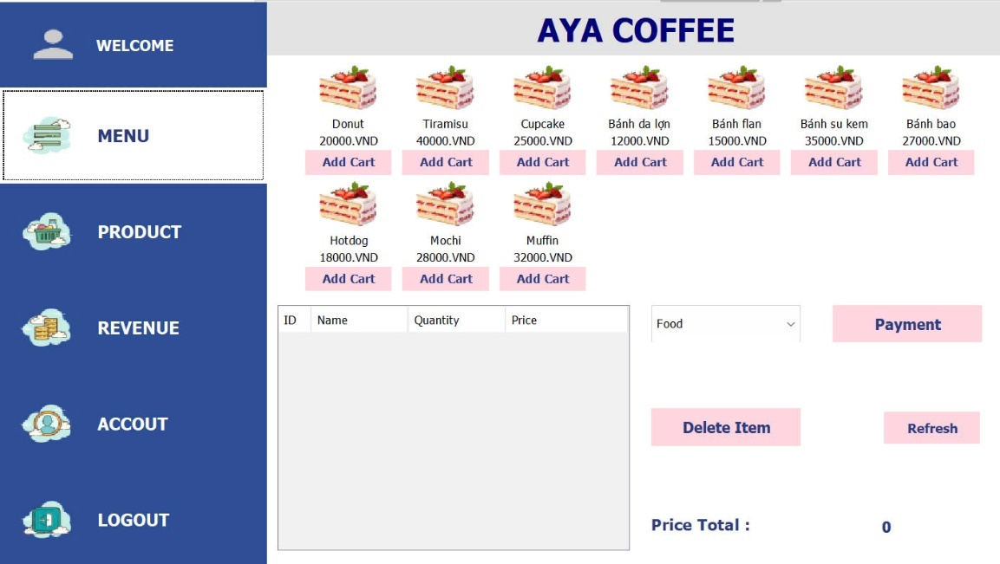 WELCOME
MENU
PRODUCT
REVENUE
ACCOUT
LOGOUT
AYA COFFEE
Donut Tiramisu Cupcake Bánh da lợn Bánh flan Bánh su kem Bánh bao
20000.VND 40000.VND 25000.VND 12000.VND 15000.VND 35000.VND 27000.VND
Add Cart Add Cart Add Cart Add Cart Add Cart Add Cart Add Cart
Hotdog Mochi Muffin
18000.VND 28000.VND 32000.VND
Add Cart Add Cart Add Cart
ID Name Quantity Price
Food
Payment
Delete Item
Refresh
Price Total : 0